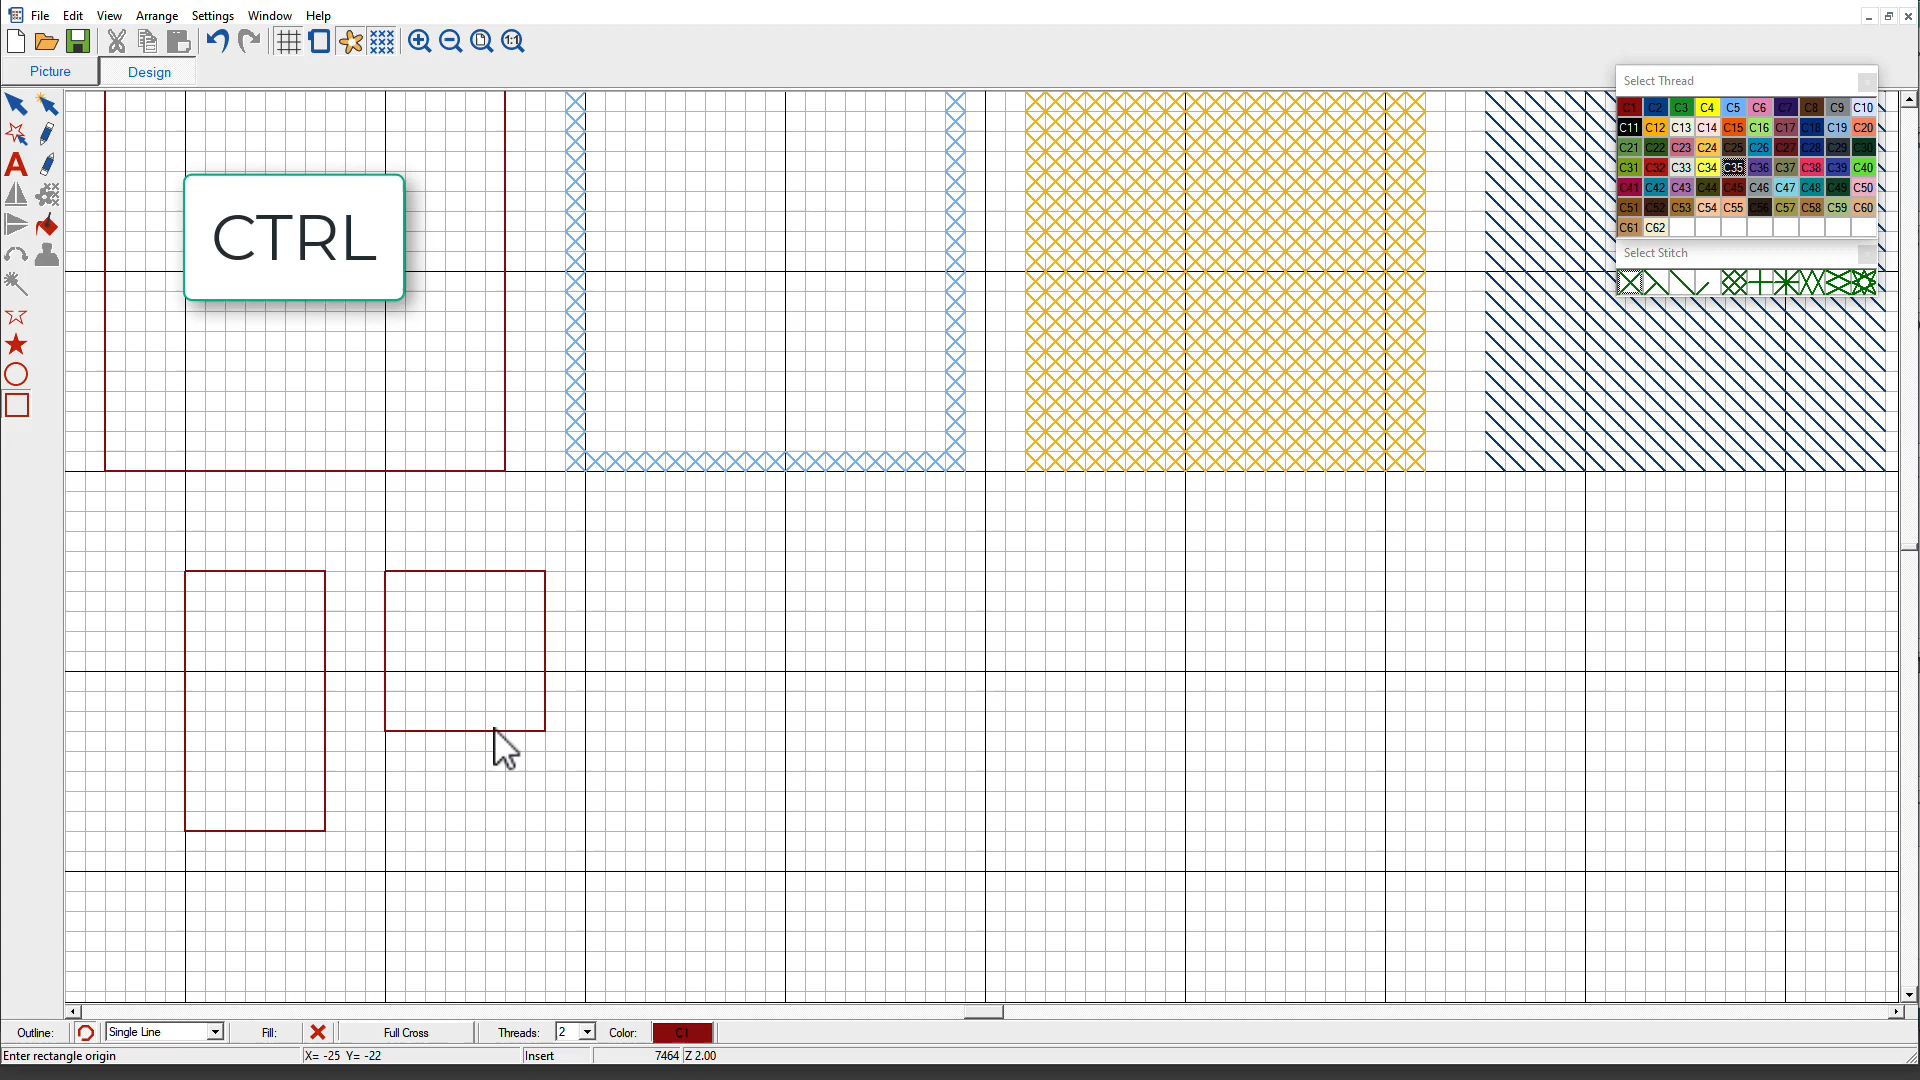 File Edit View Arrange Settings Window Help
1:1
Picture Design
Select Thread
C1 C2 C3 C4 C5 C6 C7 C8 C9 C10
C11 C12 C13 C14 C15 C16 C17 C18 C19 C20
C21 C22 C23 C24 C25 C26 C27 C28 C29 C30
C31 C32 C33 C34 C35 C36 C37 C38 C39 C40
C41 C42 C43 C44 C45 C46 C47 C48 C49 C50
C51 C52 C53 C54 C55 C56 C57 C58 C59 C60
C61 C62
Select Stitch
CTRL
Outline: Single Line Fill: Full Cross Threads: 2 Color: C1
Enter rectangle origin X= -25 Y= -22 Insert 7464 Z 2.00